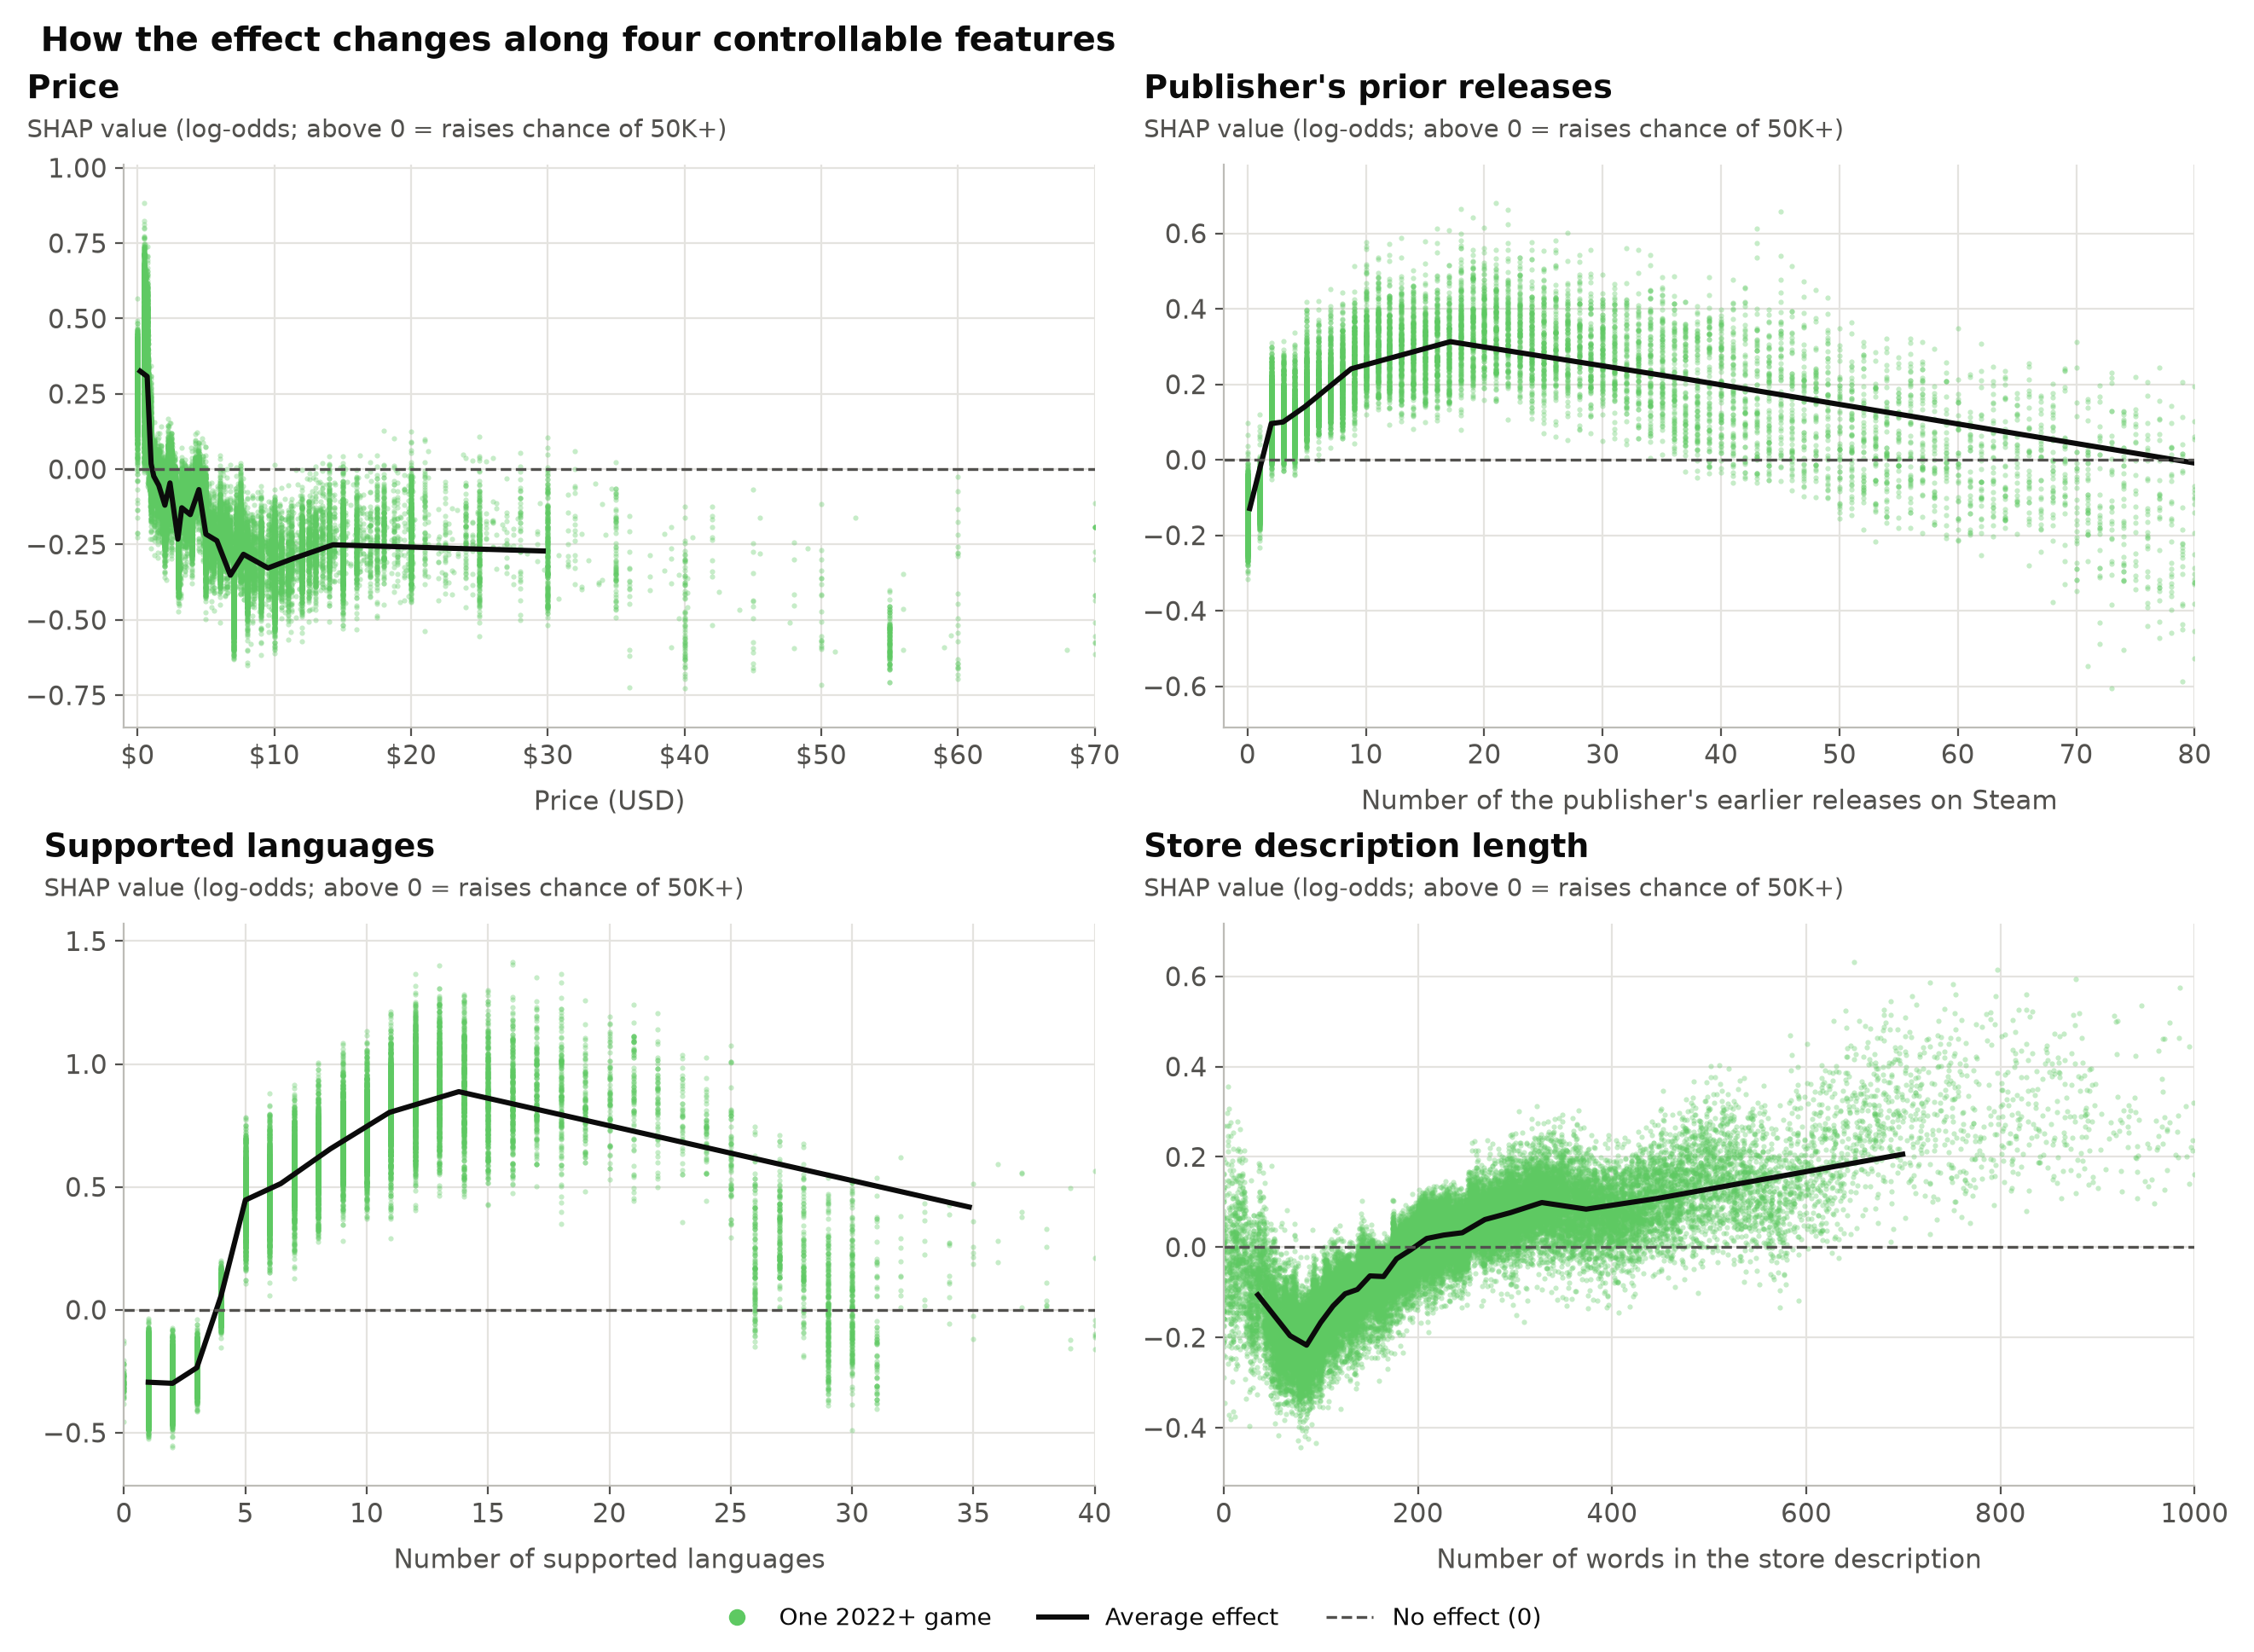 How the effect changes along four controllable features
Price
SHAP value (log-odds; above 0 = raises chance of 50K+)
1.00
0.75
0.50
0.25
0.00
−0.25
−0.50
−0.75
$0 $10 $20 $30 $40 $50 $60 $70
Price (USD)
Publisher's prior releases
SHAP value (log-odds; above 0 = raises chance of 50K+)
0.6
0.4
0.2
0.0
−0.2
−0.4
−0.6
0 10 20 30 40 50 60 70 80
Number of the publisher's earlier releases on Steam
Supported languages
SHAP value (log-odds; above 0 = raises chance of 50K+)
1.5
1.0
0.5
0.0
−0.5
0 5 10 15 20 25 30 35 40
Number of supported languages
Store description length
SHAP value (log-odds; above 0 = raises chance of 50K+)
0.6
0.4
0.2
0.0
−0.2
−0.4
0 200 400 600 800 1000
Number of words in the store description
One 2022+ game Average effect No effect (0)